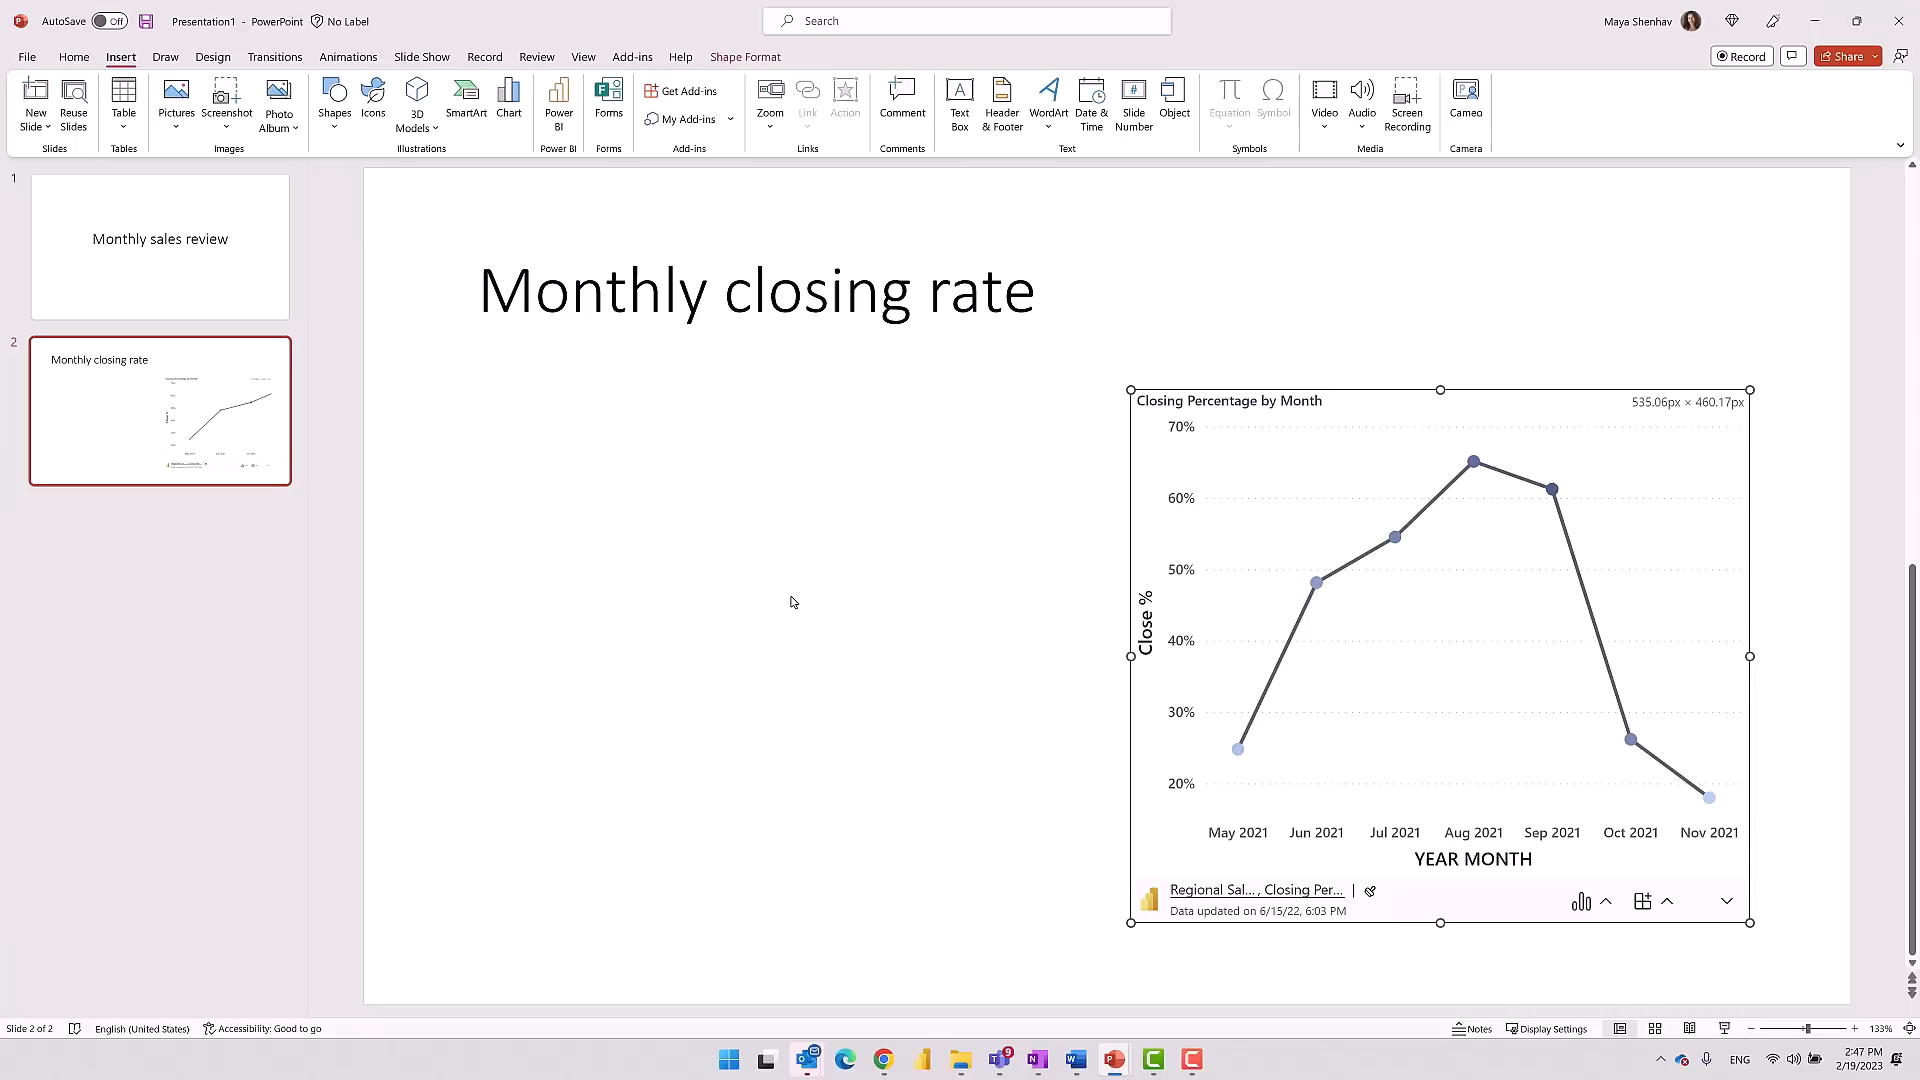 AutoSave Off Presentation1 - PowerPoint No Label Search Maya Shenhav
File Home Insert Draw Design Transitions Animations Slide Show Record Review View Add-ins Help Shape Format Record Share
New Slide
Reuse Slides
Slides
Table
Tables
Pictures
Screenshot
Photo Album
Images
Shapes
Icons
3D Models
SmartArt
Chart
Illustrations
Power BI
Power BI
Forms
Forms
Get Add-ins
My Add-ins
Add-ins
Zoom
Link
Action
Links
Comment
Comments
Text Box
Header & Footer
WordArt
Date & Time
Slide Number
Object
Text
Equation
Symbol
Symbols
Video
Audio
Screen Recording
Media
Cameo
Camera
1
Monthly sales review
2
Monthly closing rate
Monthly closing rate
Closing Percentage by Month 535.06px × 460.17px
70%
60%
50%
40%
30%
20%
Close %
May 2021 Jun 2021 Jul 2021 Aug 2021 Sep 2021 Oct 2021 Nov 2021
YEAR MONTH
Regional Sal... , Closing Per... |
Data updated on 6/15/22, 6:03 PM
Slide 2 of 2 English (United States) Accessibility: Good to go Notes Display Settings 133%
9
ENG
2:47 PM
2/19/2023